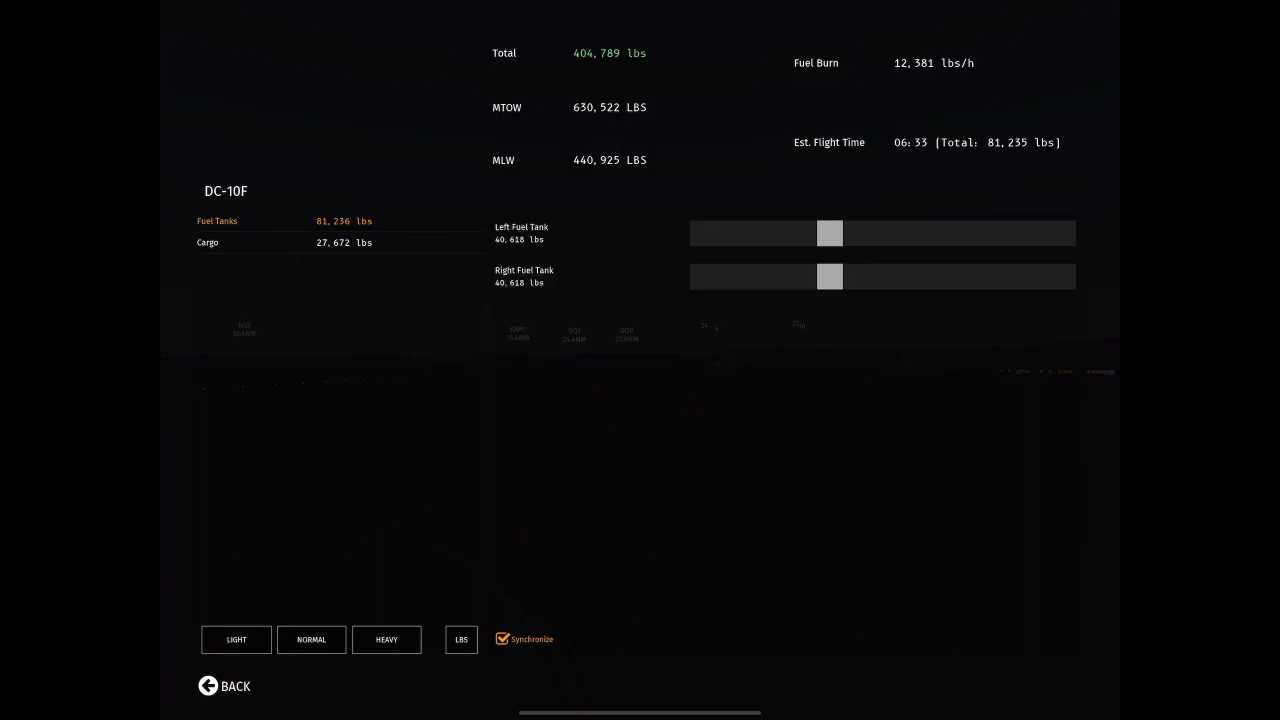 Total 404,789 lbs
Fuel Burn 12,381 lbs/h
MTOW 630,522 LBS
Est. Flight Time 06:33 [Total: 81,235 lbs]
MLW 440,925 LBS
DC-10F
Fuel Tanks 81,236 lbs
Cargo 27,672 lbs
Left Fuel Tank
40,618 lbs
Right Fuel Tank
40,618 lbs
LIGHT NORMAL HEAVY LBS Synchronize
BACK